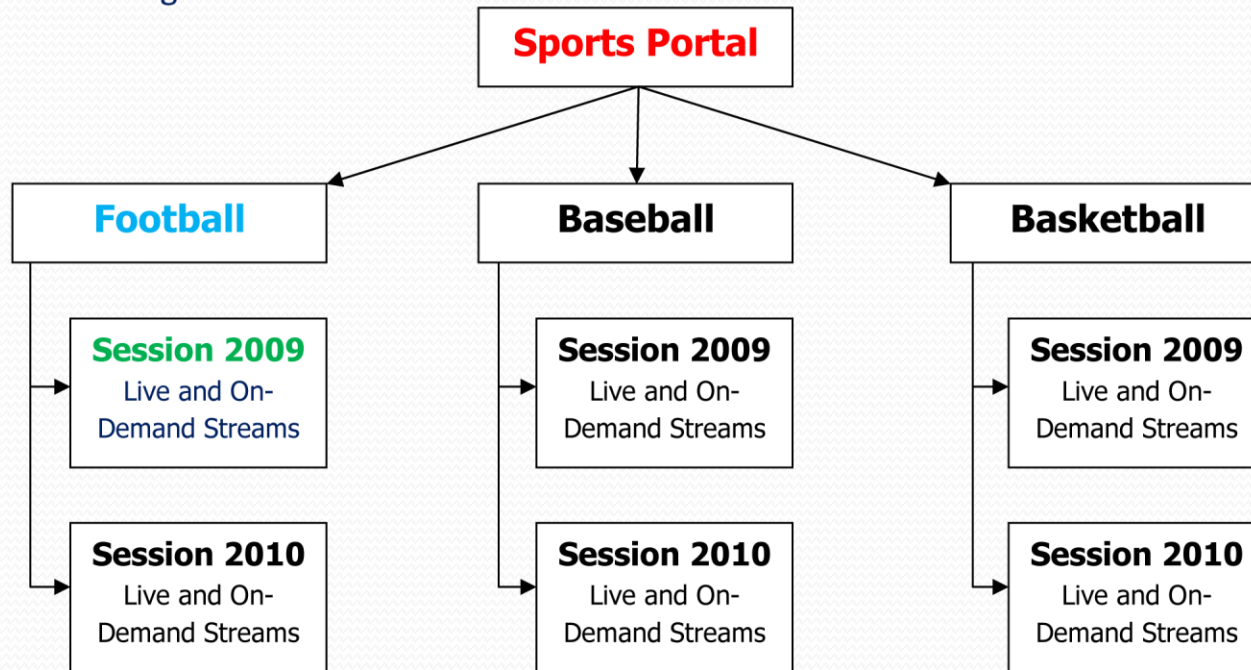 Sports Portal
Football
Baseball
Basketball
Session 2009
Live and On-
Demand Streams
Session 2009
Live and On-
Demand Streams
Session 2009
Live and On-
Demand Streams
Session 2010
Live and On-
Demand Streams
Session 2010
Live and On-
Demand Streams
Session 2010
Live and On-
Demand Streams